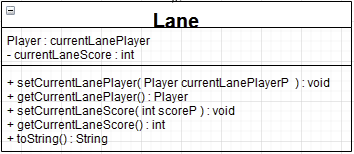 Lane
Player : currentLanePlayer
- currentLaneScore : int
+ setCurrentLanePlayer( Player currentLanePlayerP ) : void
+ getCurrentLanePlayer() : Player
+ setCurrentLaneScore( int scoreP ) : void
+ getCurrentLaneScore() : int
+ toString() : String